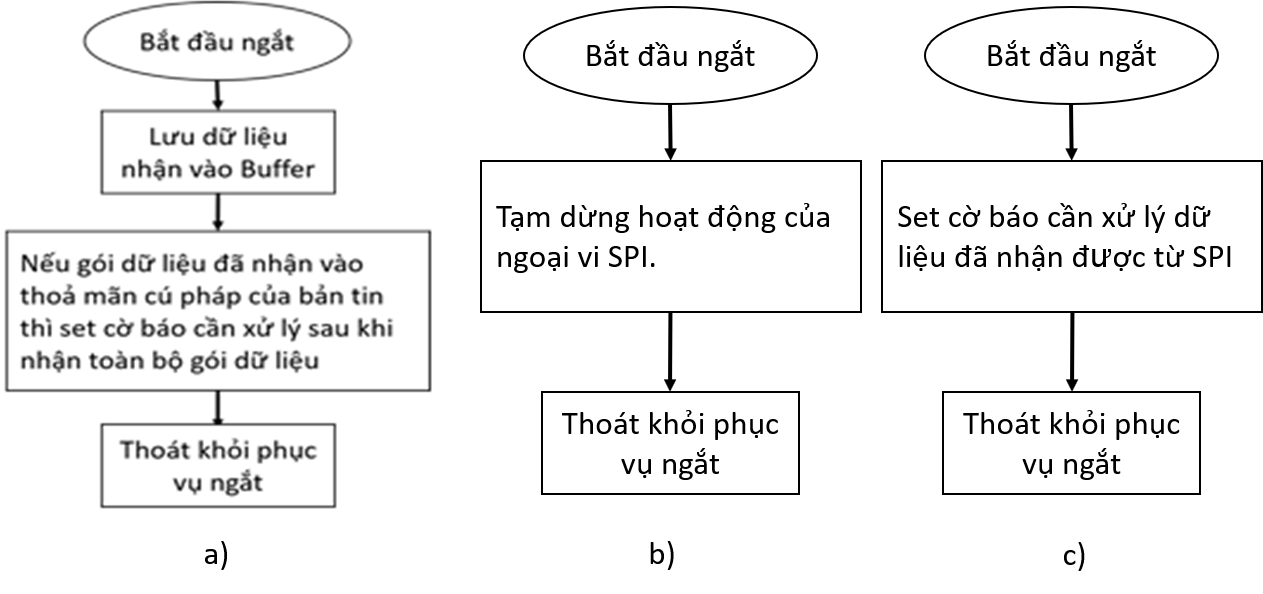 Bắt đầu ngắt
Lưu dữ liệu
nhận vào Buffer
Nếu gói dữ liệu đã nhận vào
thoả mãn cú pháp của bản tin
thì set cờ báo cần xử lý sau khi
nhận toàn bộ gói dữ liệu
Thoát khỏi phục
vụ ngắt
a)
Bắt đầu ngắt
Tạm dừng hoạt động của
ngoại vi SPI.
Thoát khỏi phục
vụ ngắt
b)
Bắt đầu ngắt
Set cờ báo cần xử lý dữ
liệu đã nhận được từ SPI
Thoát khỏi phục
vụ ngắt
c)